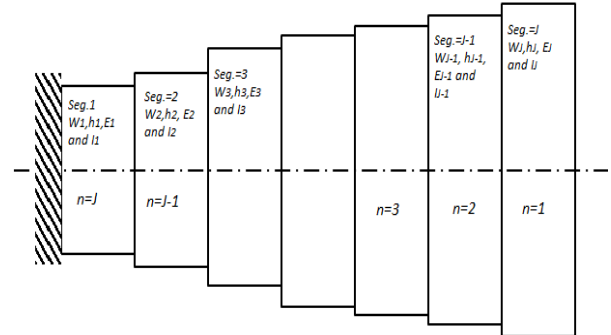 Seg.1
W1,h1,E1
and I1
Seg.=2
W2,h2, E2
and I2
Seg.=3
W3,h3,E3
and I3
Seg.=J-1
WJ-1, hJ-1,
EJ-1 and
IJ-1
Seg.=J
WJ,hJ, EJ
and IJ
n=J
n=J-1
n=3
n=2
n=1